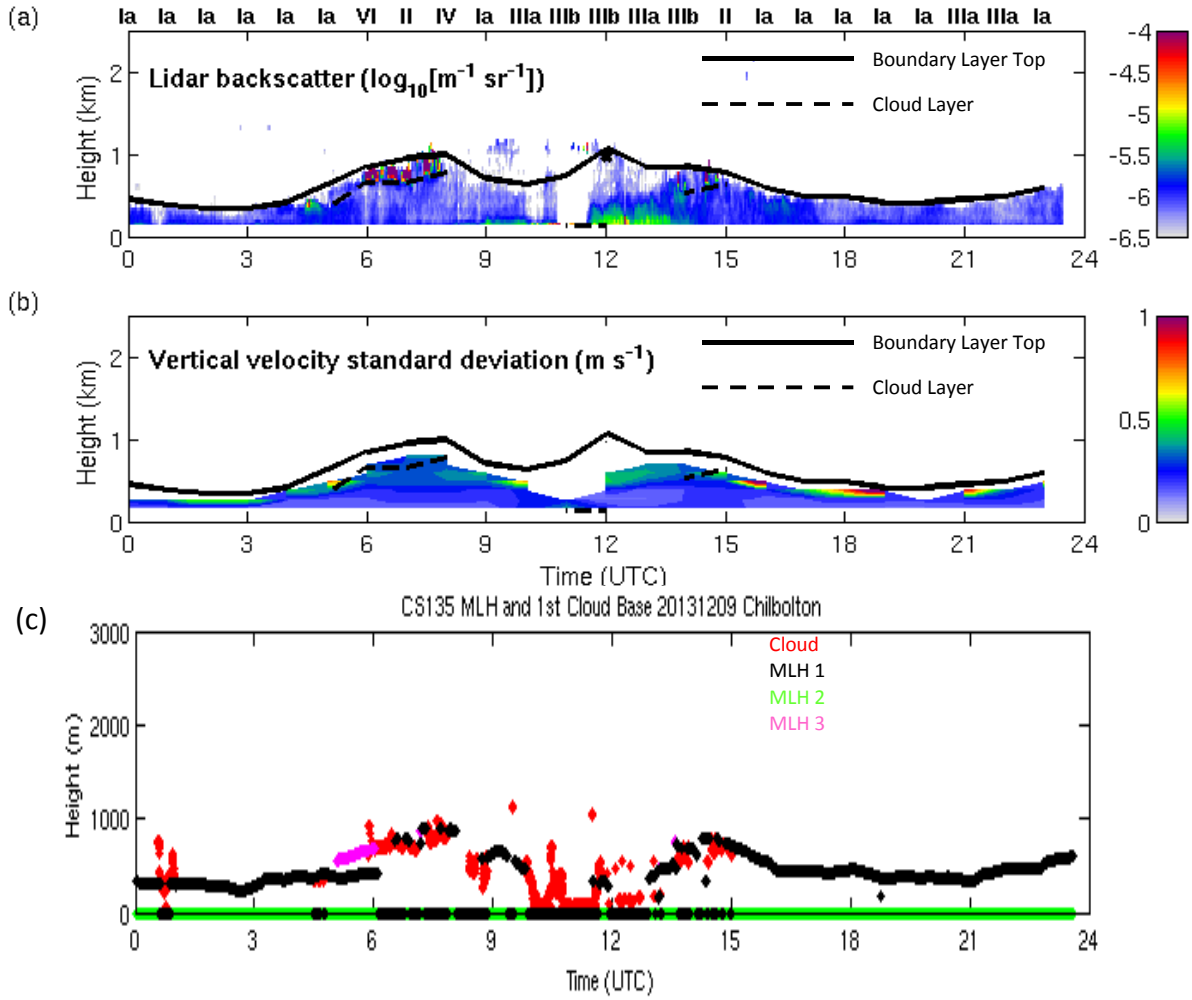 (a)
Ia Ia Ia Ia Ia Ia VI II IV Ia IIIa IIIb IIIb IIIa IIIb II Ia Ia Ia Ia Ia IIIa IIIa Ia
Lidar backscatter (log10[m-1 sr-1])
Boundary Layer Top
Cloud Layer
Height (km)
2
1
0
0 3 6 9 12 15 18 21 24
-4
-4.5
-5
-5.5
-6
-6.5
(b)
Vertical velocity standard deviation (m s-1)
Boundary Layer Top
Cloud Layer
Height (km)
2
1
0
0 3 6 9 12 15 18 21 24
Time (UTC)
1
0.5
0
(c)
CS135 MLH and 1st Cloud Base 20131209 Chilbolton
Cloud
MLH 1
MLH 2
MLH 3
Height (m)
3000
2000
1000
0
0 3 6 9 12 15 18 21 24
Time (UTC)